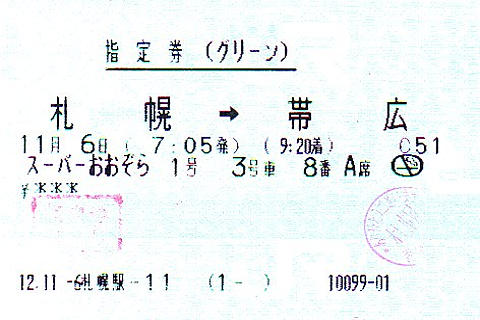 指定券(グリーン)
札幌 → 帯広
11月 6日 ( 7:05発) ( 9:20着) C51
スーパーおおぞら 1号 3号車 8番 A席
¥***
12.11.-6札幌駅-11 (1- ) 10099-01